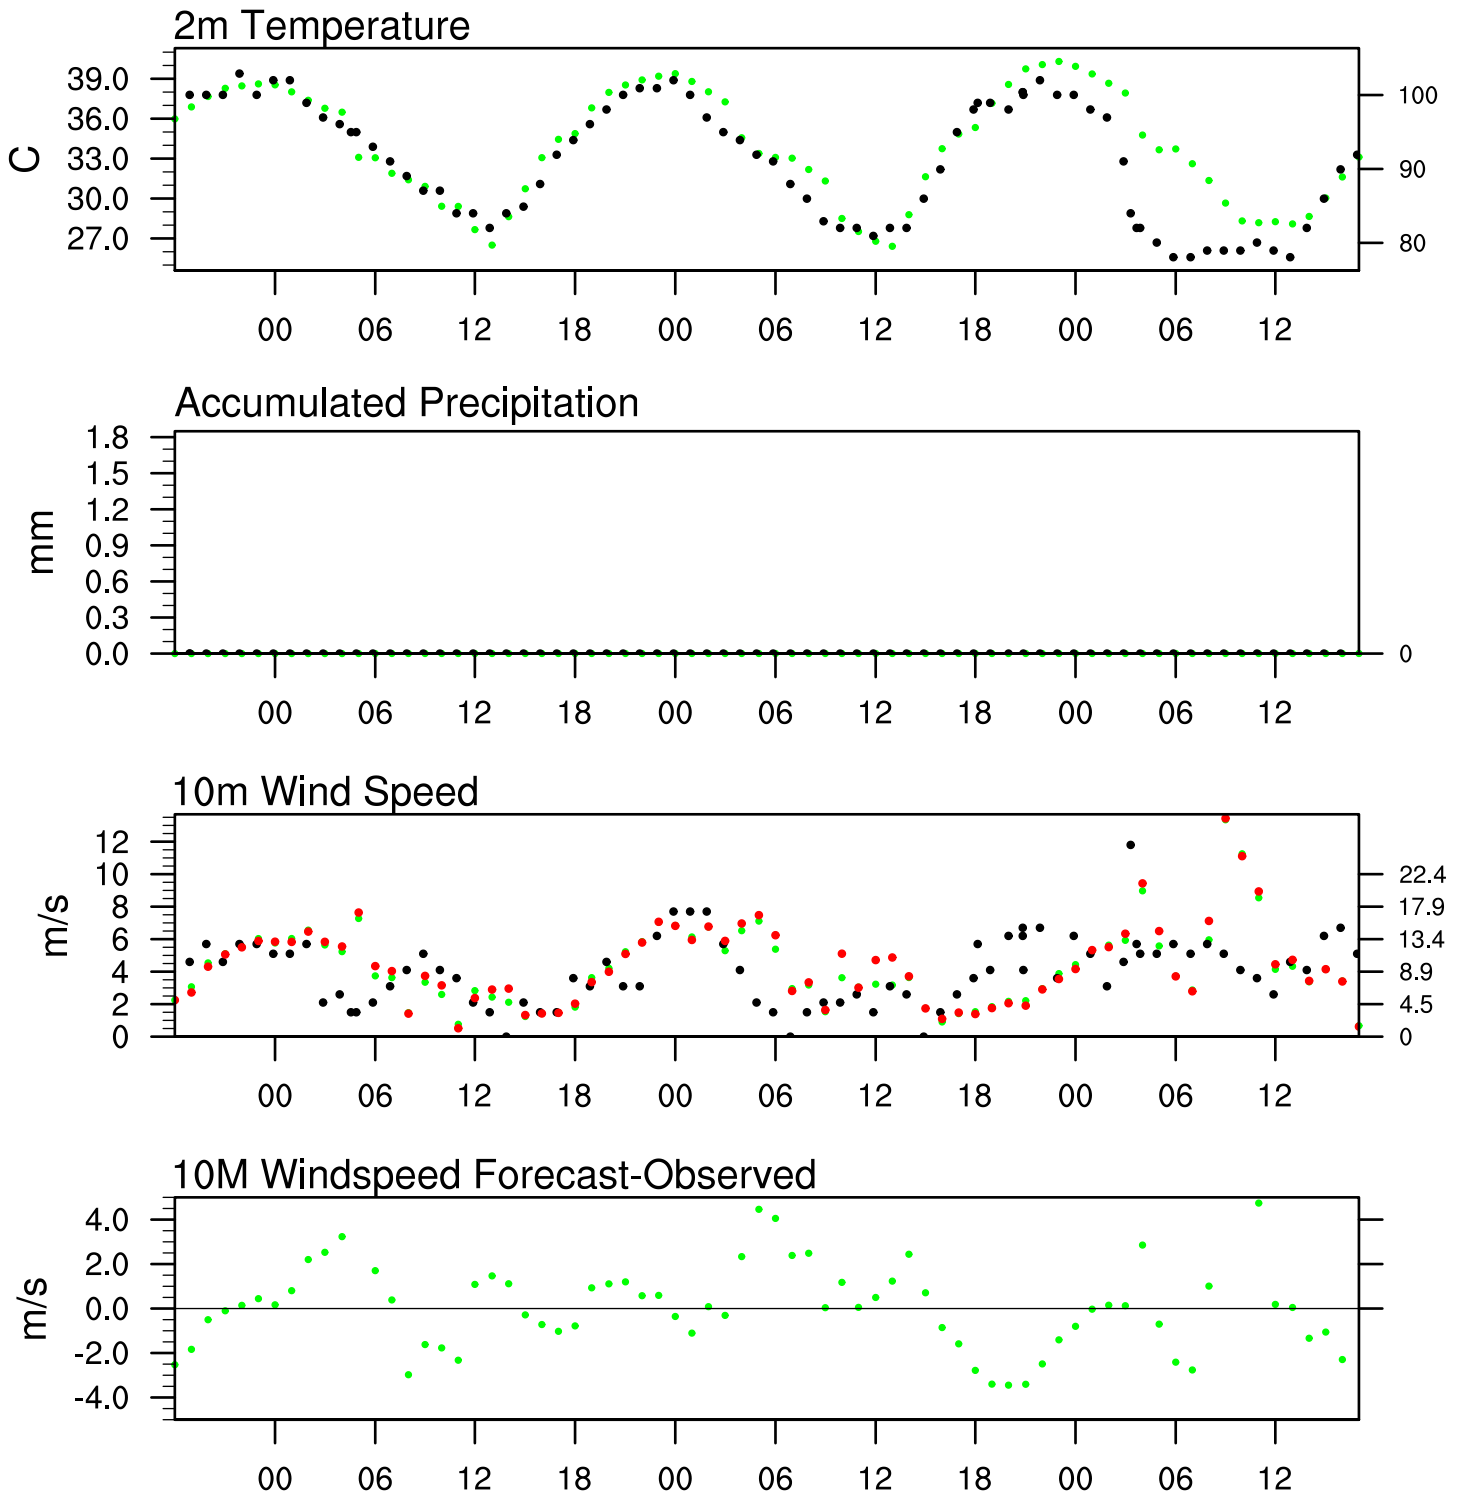 2m Temperature
39.0
36.0
33.0
30.0
27.0
C
100
90
80
00 06 12 18 00 06 12 18 00 06 12
Accumulated Precipitation
1.8
1.5
1.2
0.9
0.6
0.3
0.0
mm
0
00 06 12 18 00 06 12 18 00 06 12
10m Wind Speed
12
10
8
6
4
2
0
m/s
22.4
17.9
13.4
8.9
4.5
0
00 06 12 18 00 06 12 18 00 06 12
10M Windspeed Forecast-Observed
4.0
2.0
0.0
-2.0
-4.0
m/s
00 06 12 18 00 06 12 18 00 06 12